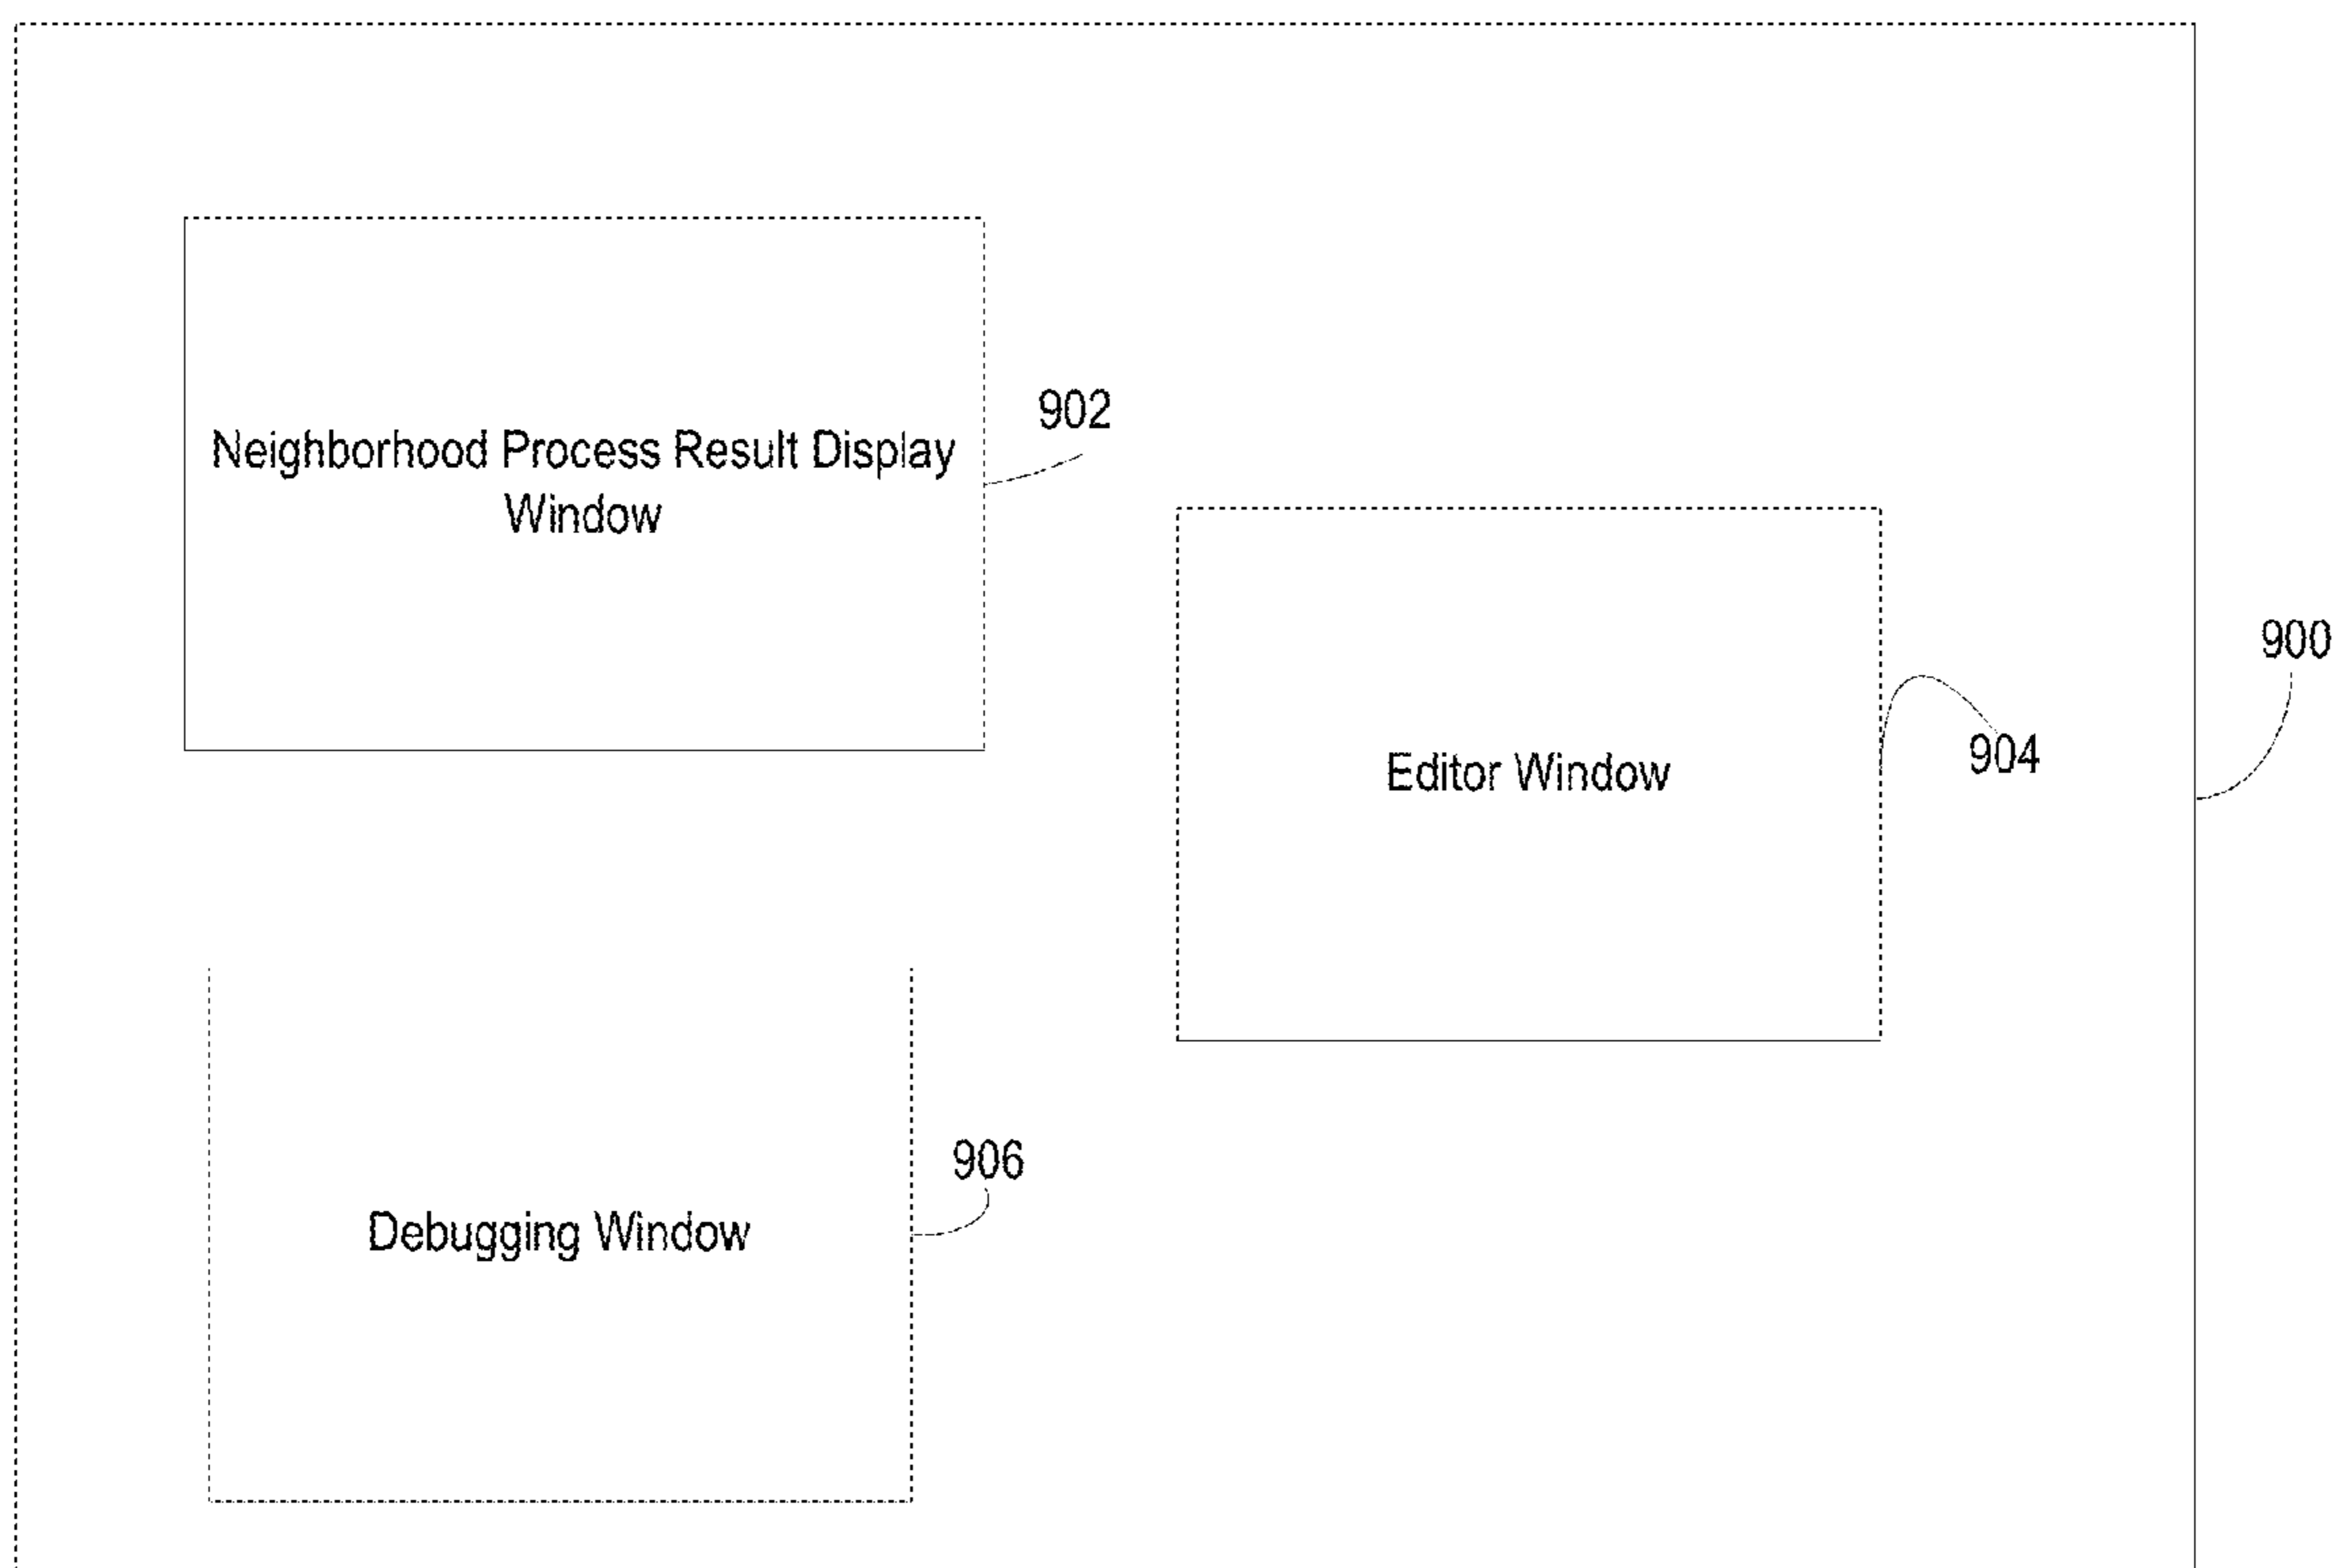 902
Neighborhood Process Result Display
Window
900
904
Editor Window
906
Debugging Window